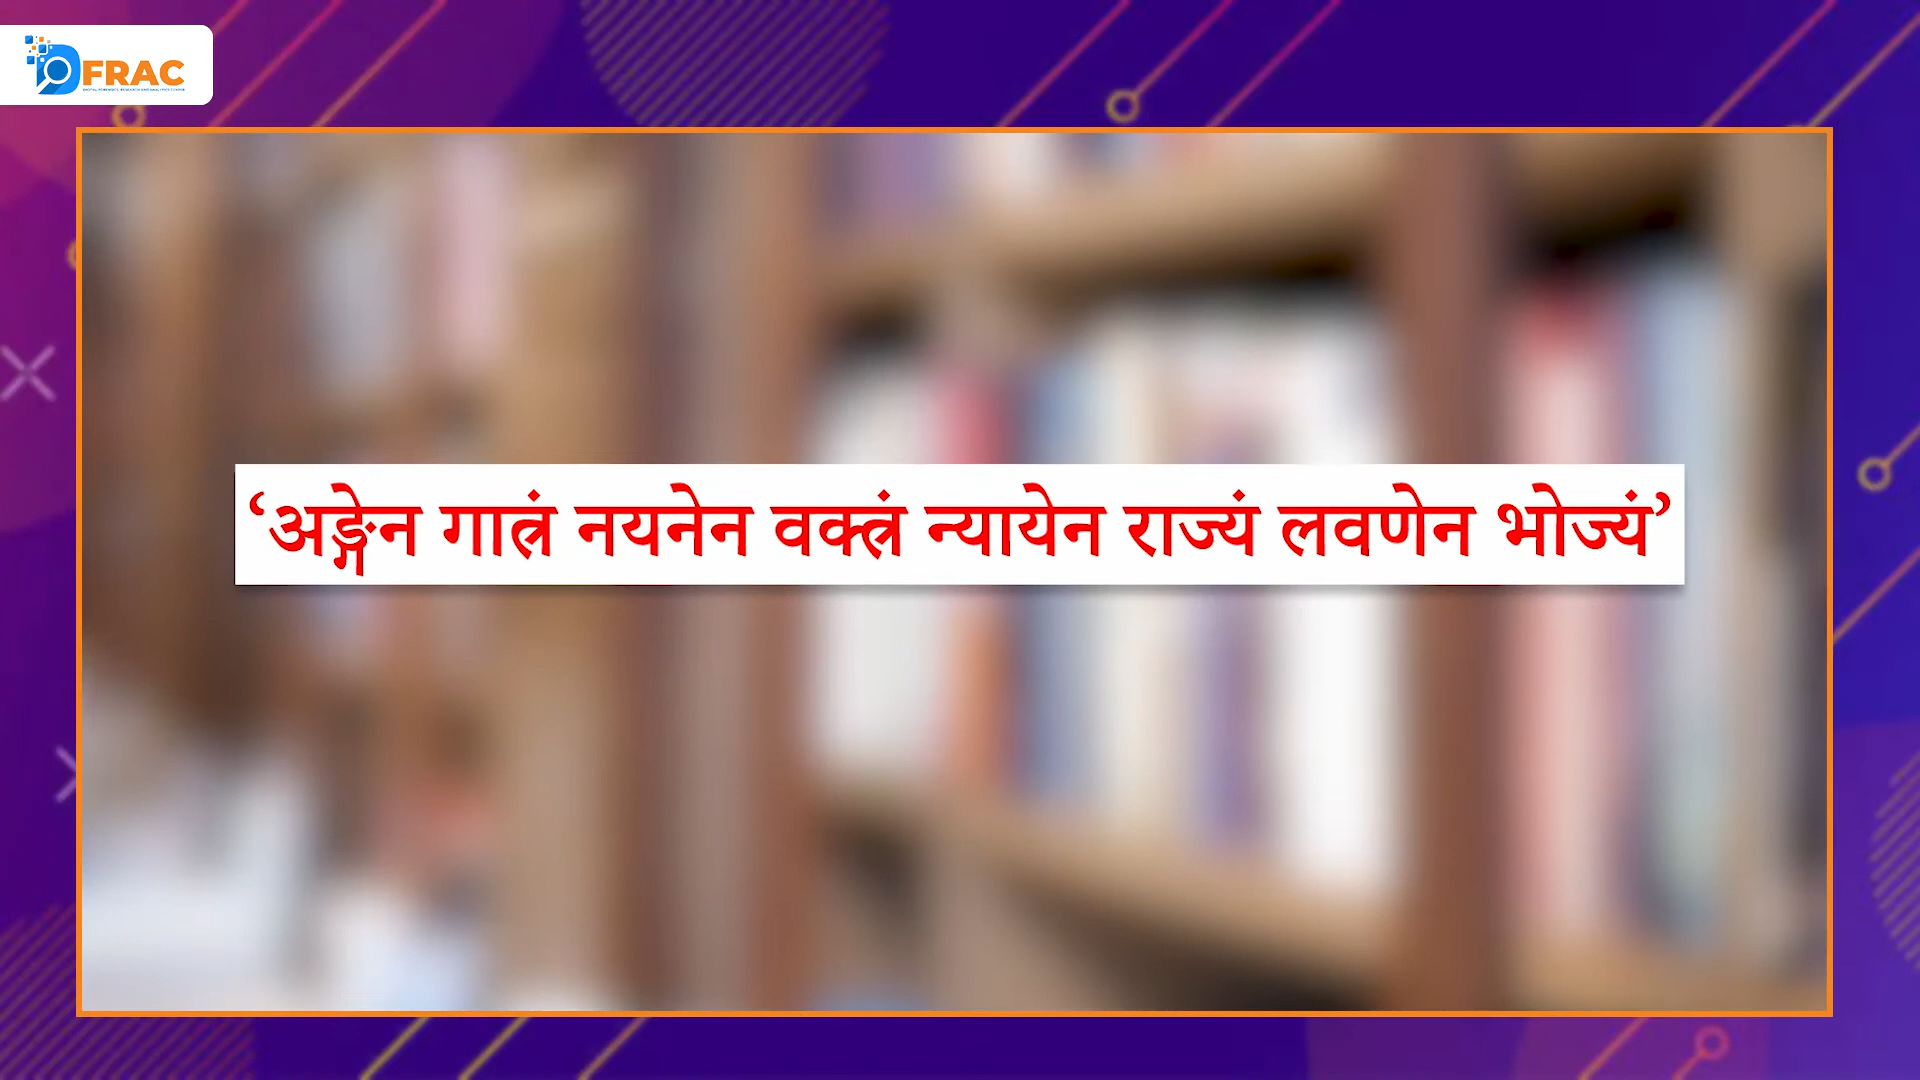 DFRAC
‘अङ्गेन गात्रं नयनेन वक्त्रं न्यायेन राज्यं लवणेन भोज्यं’